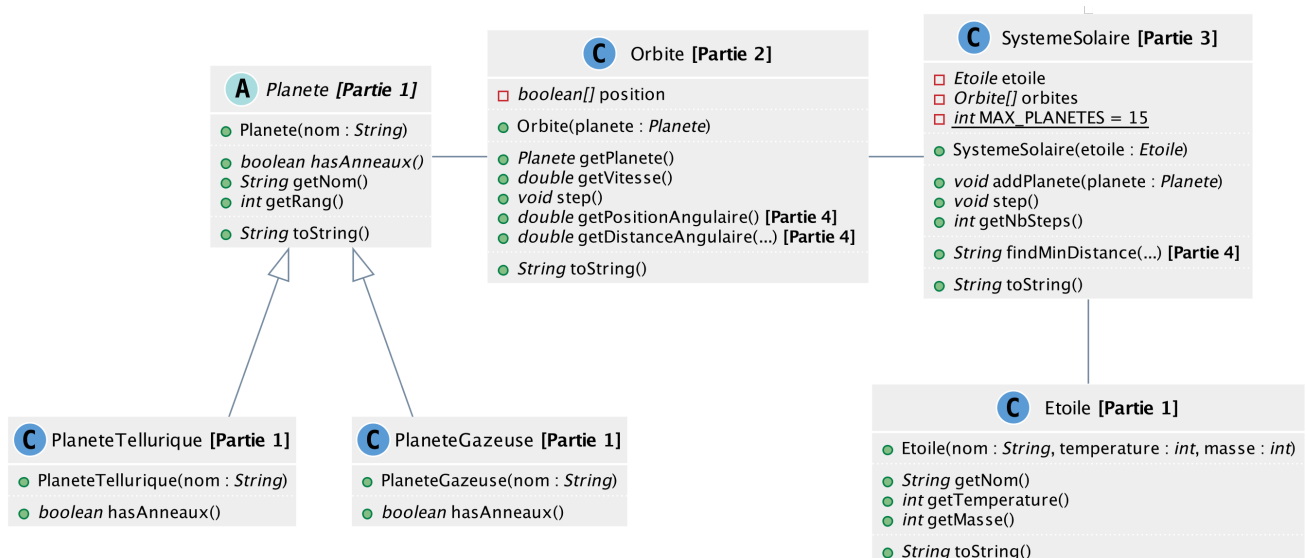 A Planete [Partie 1]
Planete(nom : String)
boolean hasAnneaux()
String getNom()
int getRang()
String toString()
C Orbite [Partie 2]
boolean[] position
Orbite(planete : Planete)
Planete getPlanete()
double getVitesse()
void step()
double getPositionAngulaire() [Partie 4]
double getDistanceAngulaire(...) [Partie 4]
String toString()
C SystemeSolaire [Partie 3]
Etoile etoile
Orbite[] orbites
int MAX_PLANETES = 15
SystemeSolaire(etoile : Etoile)
void addPlanete(planete : Planete)
void step()
int getNbSteps()
String findMinDistance(...) [Partie 4]
String toString()
C PlaneteTellurique [Partie 1]
PlaneteTellurique(nom : String)
boolean hasAnneaux()
C PlaneteGazeuse [Partie 1]
PlaneteGazeuse(nom : String)
boolean hasAnneaux()
C Etoile [Partie 1]
Etoile(nom : String, temperature : int, masse : int)
String getNom()
int getTemperature()
int getMasse()
String toString()